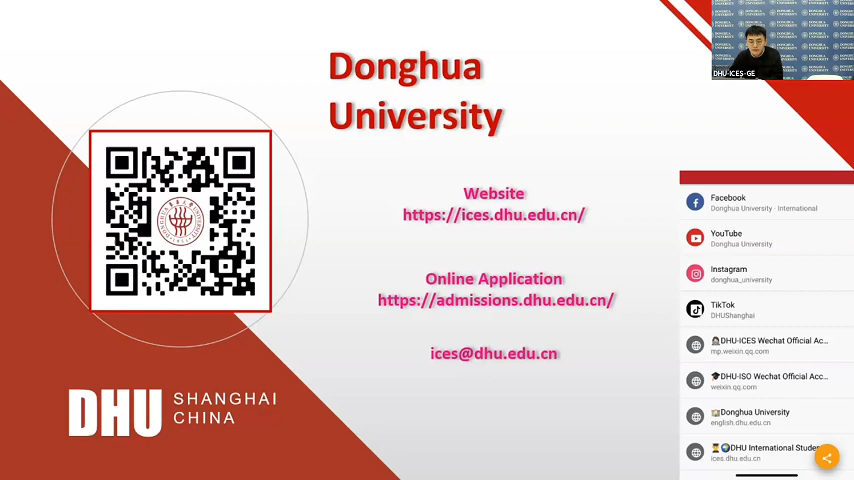 Donghua
University
DHU-ICES-GE
Website
https://ices.dhu.edu.cn/
Online Application
https://admissions.dhu.edu.cn/
ices@dhu.edu.cn
DHU SHANGHAI
CHINA
Facebook
Donghua University - International
YouTube
Donghua University
Instagram
donghua_university
TikTok
DHUShanghai
DHU-ICES Wechat Official Ac...
mp.weixin.qq.com
DHU-ISO Wechat Official Acc...
weixin.qq.com
Donghua University
english.dhu.edu.cn
DHU International Studen
ices.dhu.edu.cn